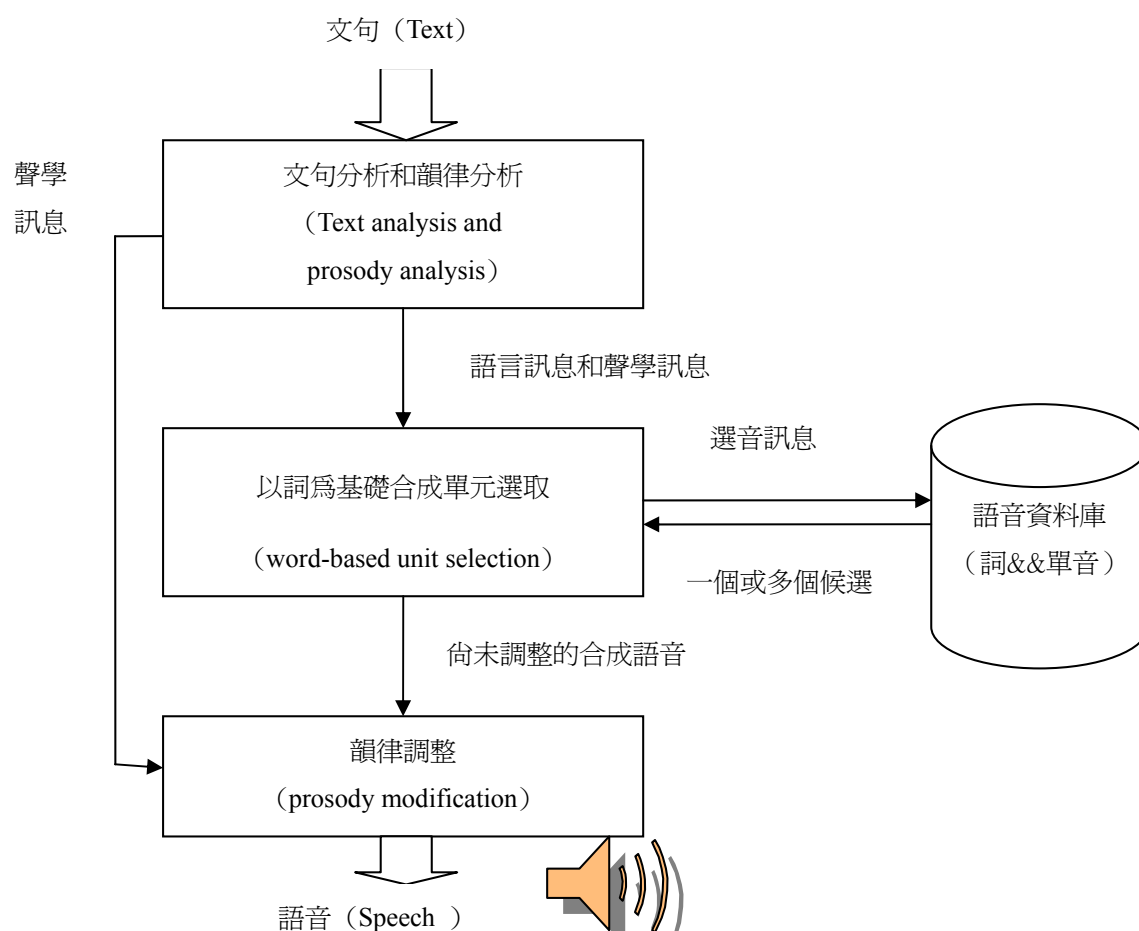 文句（Text）
聲學
訊息
文句分析和韻律分析
（Text analysis and
prosody analysis）
語言訊息和聲學訊息
以詞為基礎合成單元選取
（word-based unit selection）
選音訊息
一個或多個候選
語音資料庫
（詞&&單音）
尚未調整的合成語音
韻律調整
（prosody modification）
語音（Speech ）